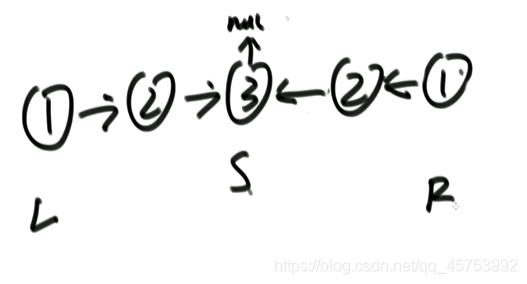 null
① → ② → ③ ← ② ← ①
S
L R
https://blog.csdn.net/qq_45753992